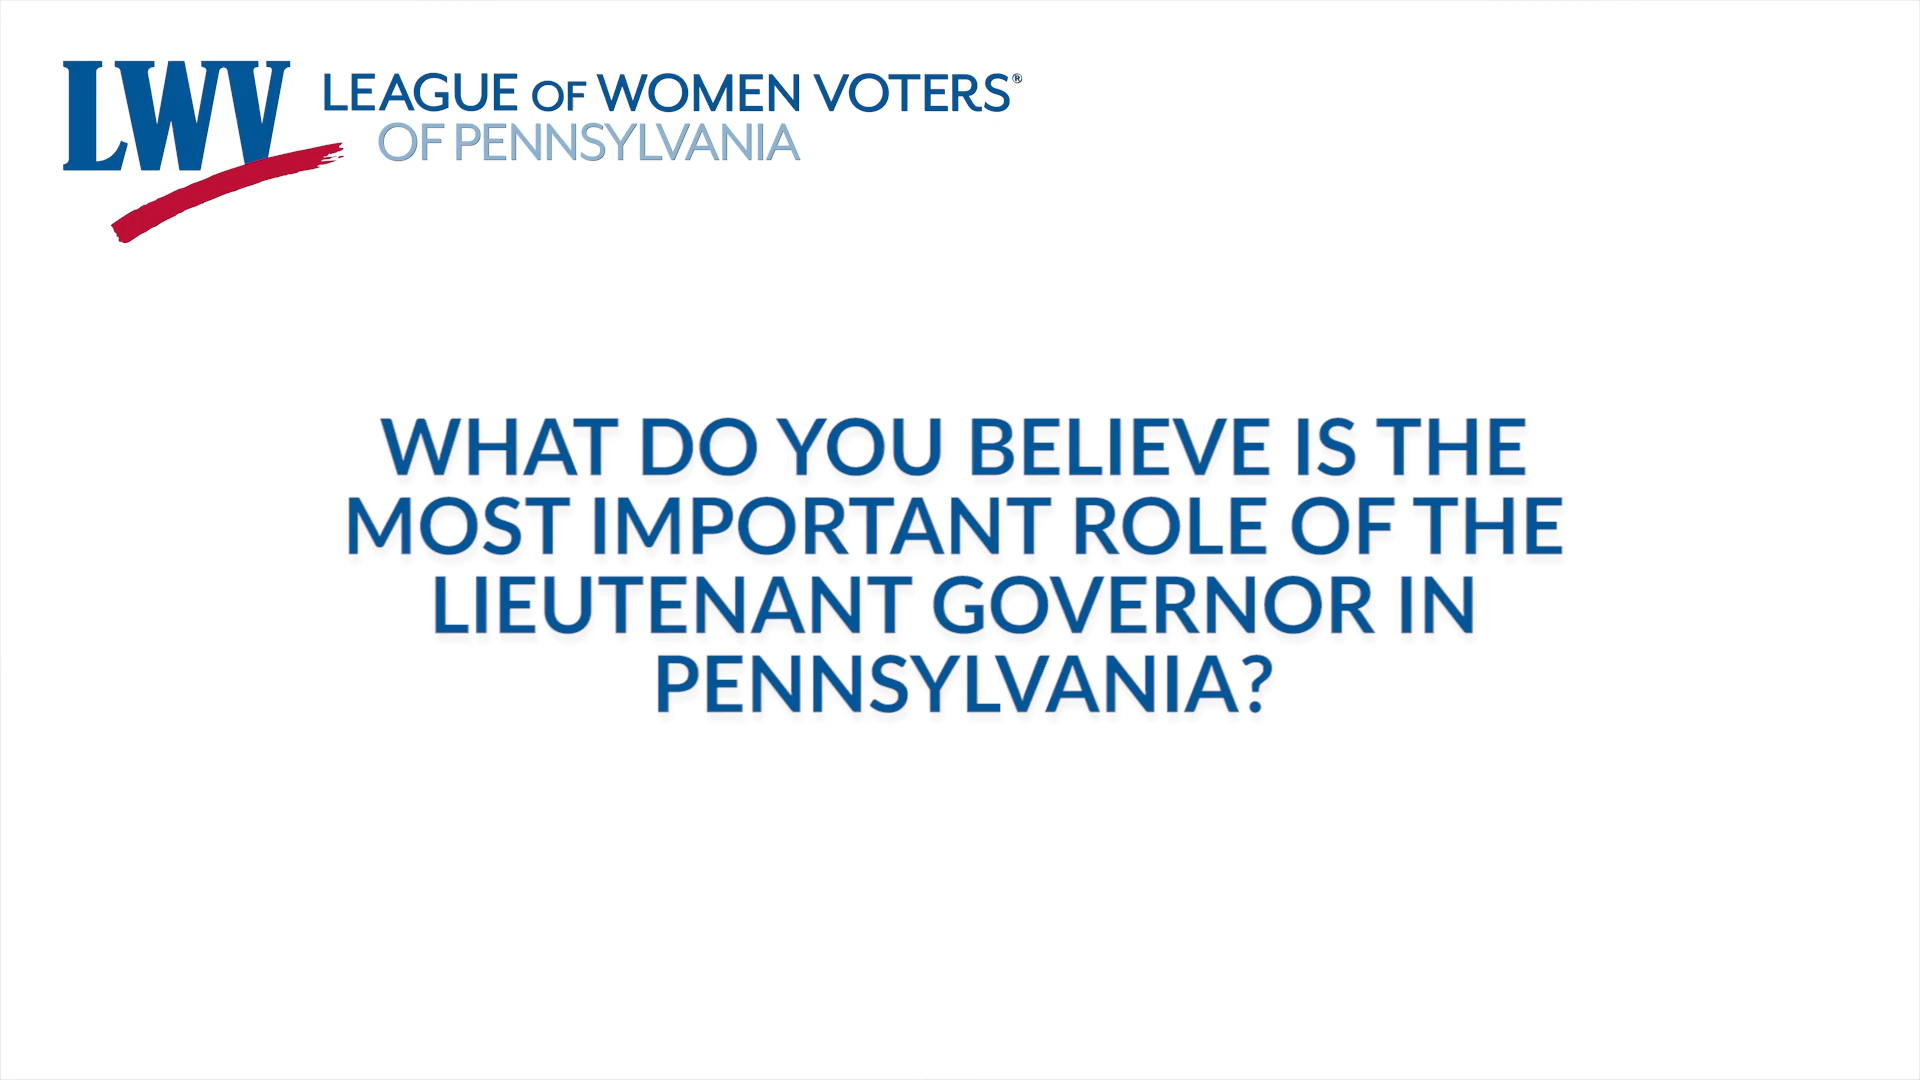 LWV LEAGUE OF WOMEN VOTERS®
OF PENNSYLVANIA
WHAT DO YOU BELIEVE IS THE
MOST IMPORTANT ROLE OF THE
LIEUTENANT GOVERNOR IN
PENNSYLVANIA?